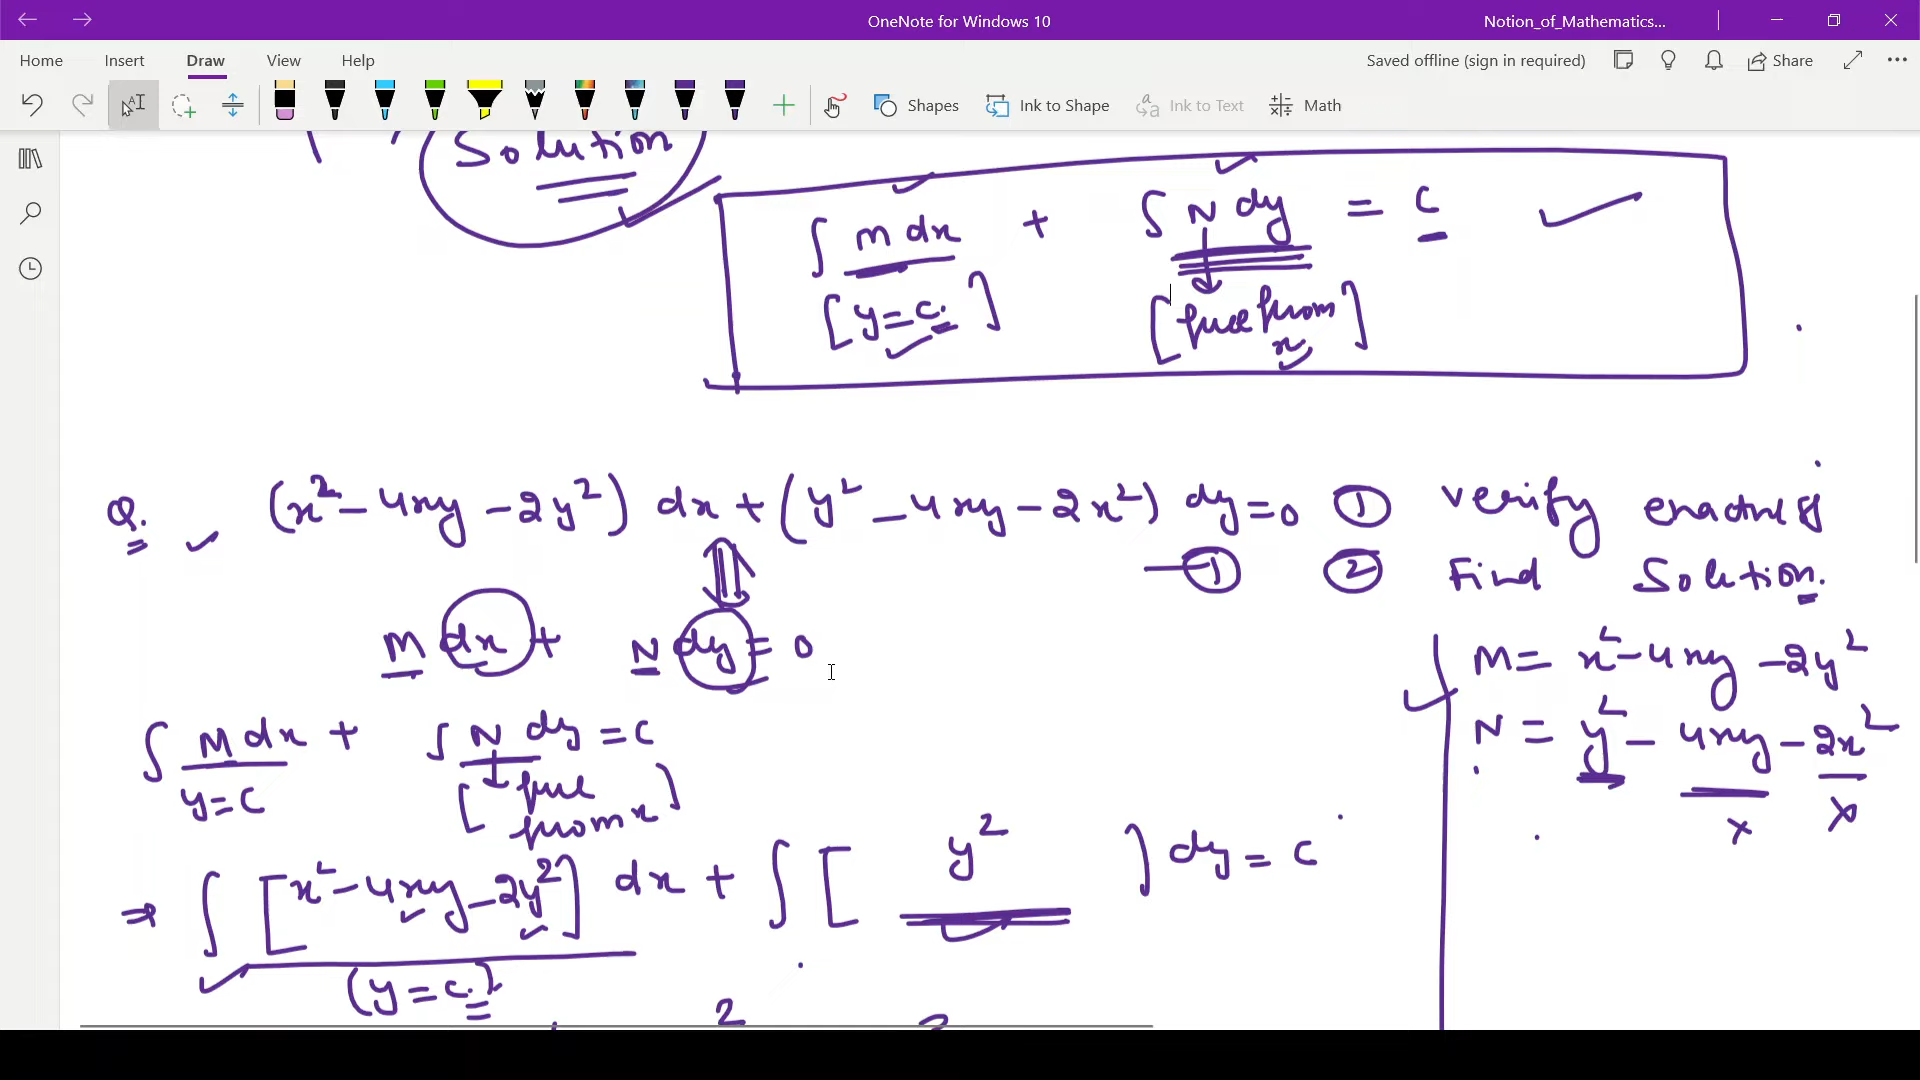 OneNote for Windows 10
Notion_of_Mathematics...
Home Insert Draw View Help
Saved offline (sign in required) Share
Shapes Ink to Shape Ink to Text Math
Solution
∫ M dx + ∫ N dy = c
[y = c.] [free from x]
Q. (x² - 4xy - 2y²) dx + (y² - 4xy - 2x²) dy = 0 ① verify exactness
— ① ② Find Solution.
M dx + N dy = 0
M = x² - 4xy - 2y²
N = y² - 4xy - 2x²
x x
∫ M dx + ∫ N dy = c
y = c [free from x]
⇒ ∫ [x² - 4xy - 2y²] dx + ∫ [ y² ] dy = c
(y = c.)